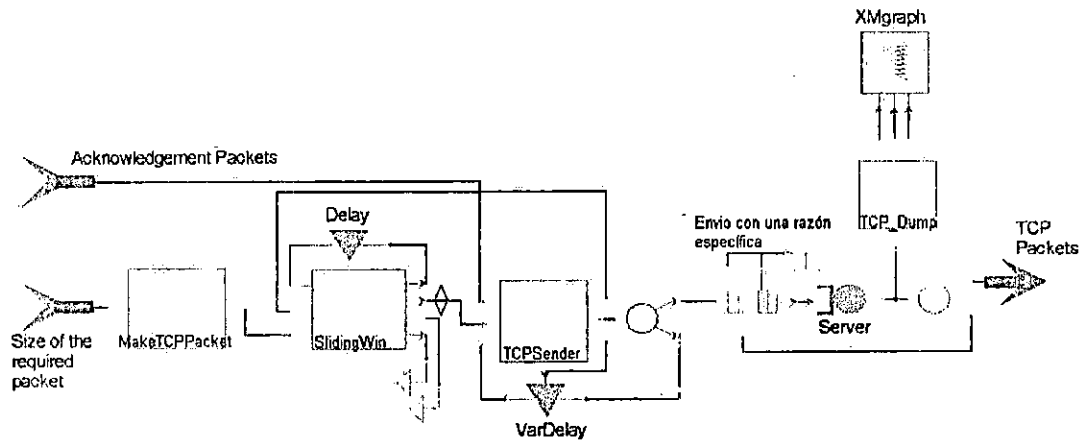 XMgraph
Acknowledgement Packets
Delay
Envio con una razón
específica
TCP_Dump
TCP
Packets
Size of the
required
packet
MakeTCPPacket
SlidingWin
TCPSender
Server
VarDelay